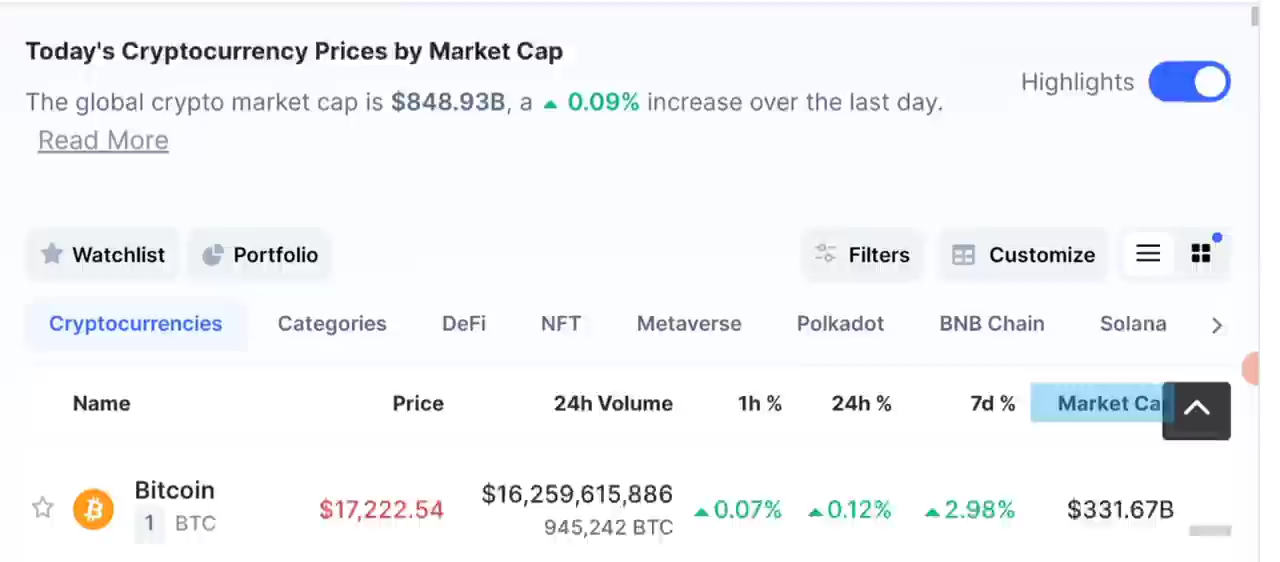 Today's Cryptocurrency Prices by Market Cap
The global crypto market cap is $848.93B, a ▲ 0.09% increase over the last day.
Read More
Highlights
Watchlist Portfolio Filters Customize
Cryptocurrencies Categories DeFi NFT Metaverse Polkadot BNB Chain Solana
Name Price 24h Volume 1h % 24h % 7d % Market Ca
Bitcoin
1 BTC
$17,222.54
$16,259,615,886
945,242 BTC
▲0.07% ▲0.12% ▲2.98% $331.67B